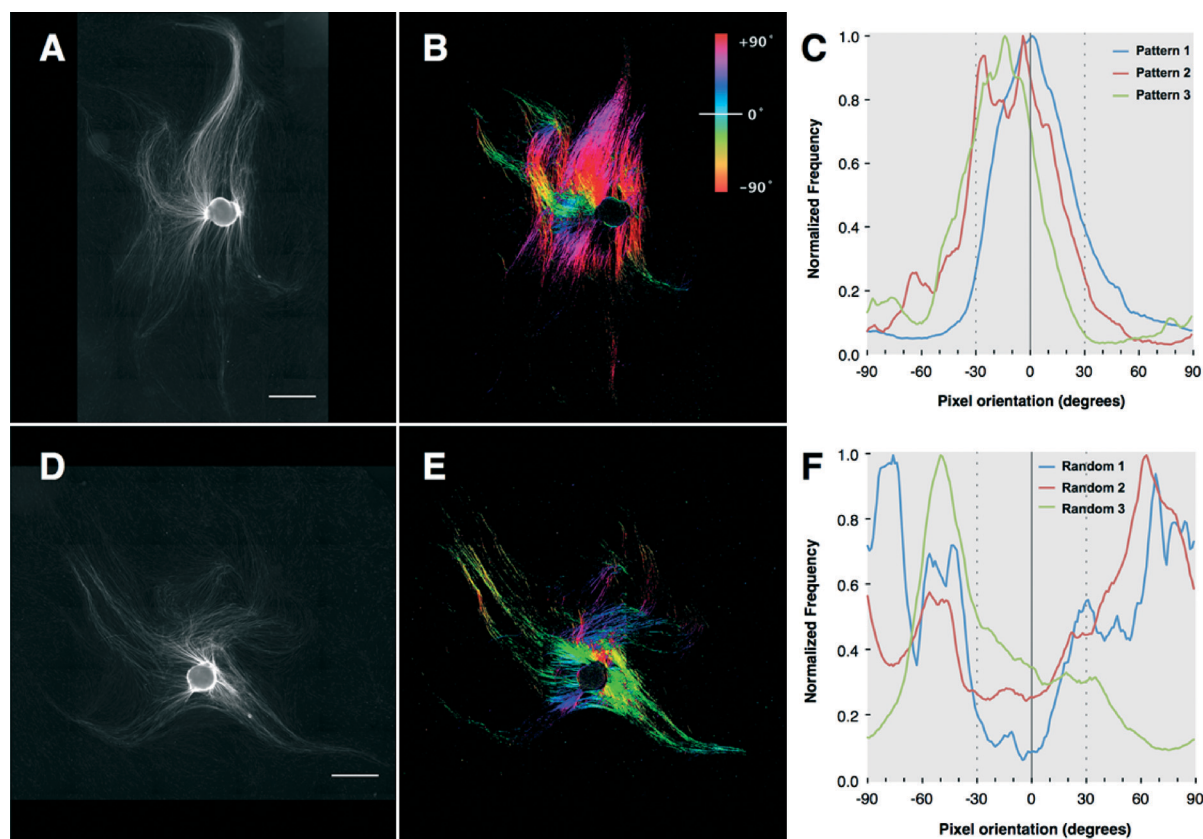 A
B
+90°
0°
-90°
C
Normalized Frequency
1.0
0.8
0.6
0.4
0.2
0.0
Pattern 1
Pattern 2
Pattern 3
-90 -60 -30 0 30 60 90
Pixel orientation (degrees)
D
E
F
Normalized Frequency
1.0
0.8
0.6
0.4
0.2
0.0
Random 1
Random 2
Random 3
-90 -60 -30 0 30 60 90
Pixel orientation (degrees)